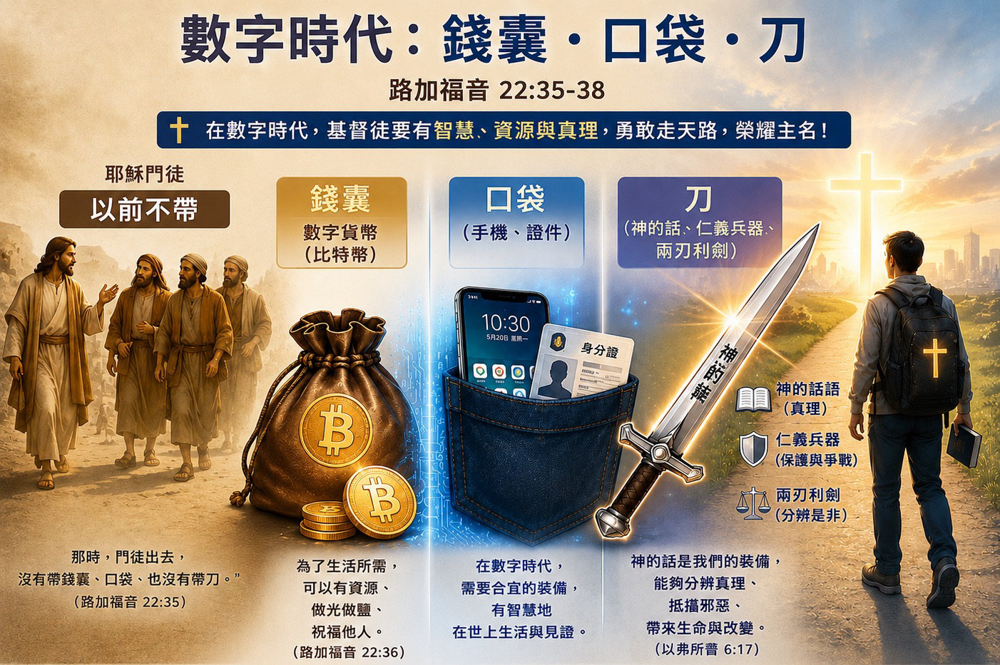 數字時代：錢囊・口袋・刀
路加福音 22:35-38
在數字時代，基督徒要有智慧、資源與真理，勇敢走天路，榮耀主名！
耶穌門徒
以前不帶
那時，門徒出去，
沒有帶錢囊、口袋、也沒有帶刀。”
（路加福音 22:35）
錢囊
數字貨幣
（比特幣）
為了生活所需，
可以有資源、
做光做鹽、
祝福他人。
（路加福音 22:36）
口袋
（手機、證件）
10:30
5月20日
身分證
在數字時代，
需要合宜的裝備，
有智慧地
在世上生活與見證。
刀
（神的話、仁義兵器、
兩刃利劍）
神的
神的話語
（真理）
仁義兵器
（保護與爭戰）
兩刃利劍
（分辨是非）
神的話是我們的裝備，
能夠分辨真理、
抵擋邪惡、
帶來生命與改變。
（以弗所 6:17）